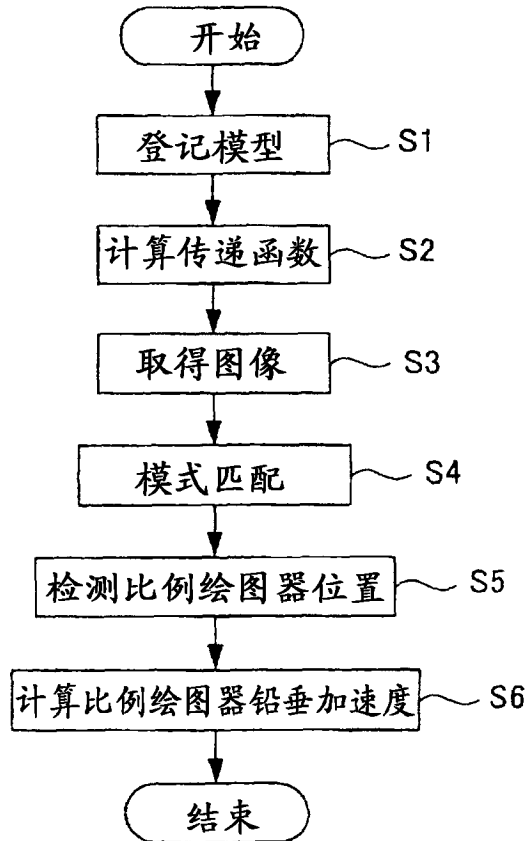 开始
登记模型 S1
计算传递函数 S2
取得图像 S3
模式匹配 S4
检测比例绘图器位置 S5
计算比例绘图器铅垂加速度 S6
结束